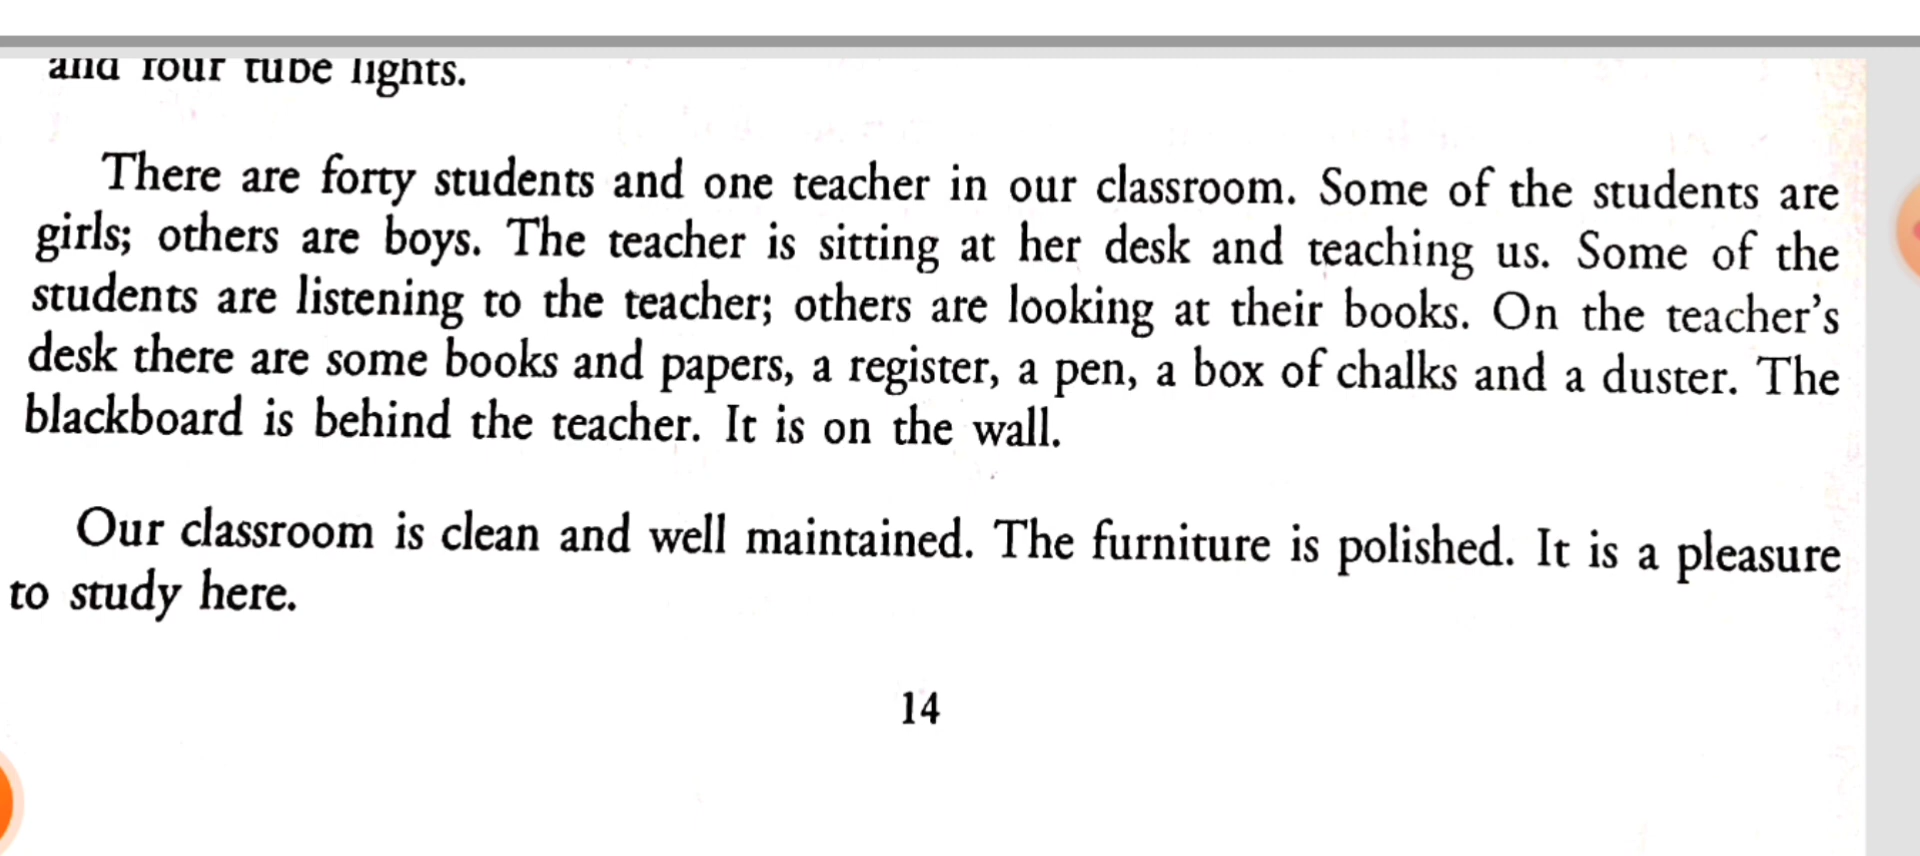 and four tube lights.
There are forty students and one teacher in our classroom. Some of the students are
girls; others are boys. The teacher is sitting at her desk and teaching us. Some of the
students are listening to the teacher; others are looking at their books. On the teacher's
desk there are some books and papers, a register, a pen, a box of chalks and a duster. The
blackboard is behind the teacher. It is on the wall.
Our classroom is clean and well maintained. The furniture is polished. It is a pleasure
to study here.
14